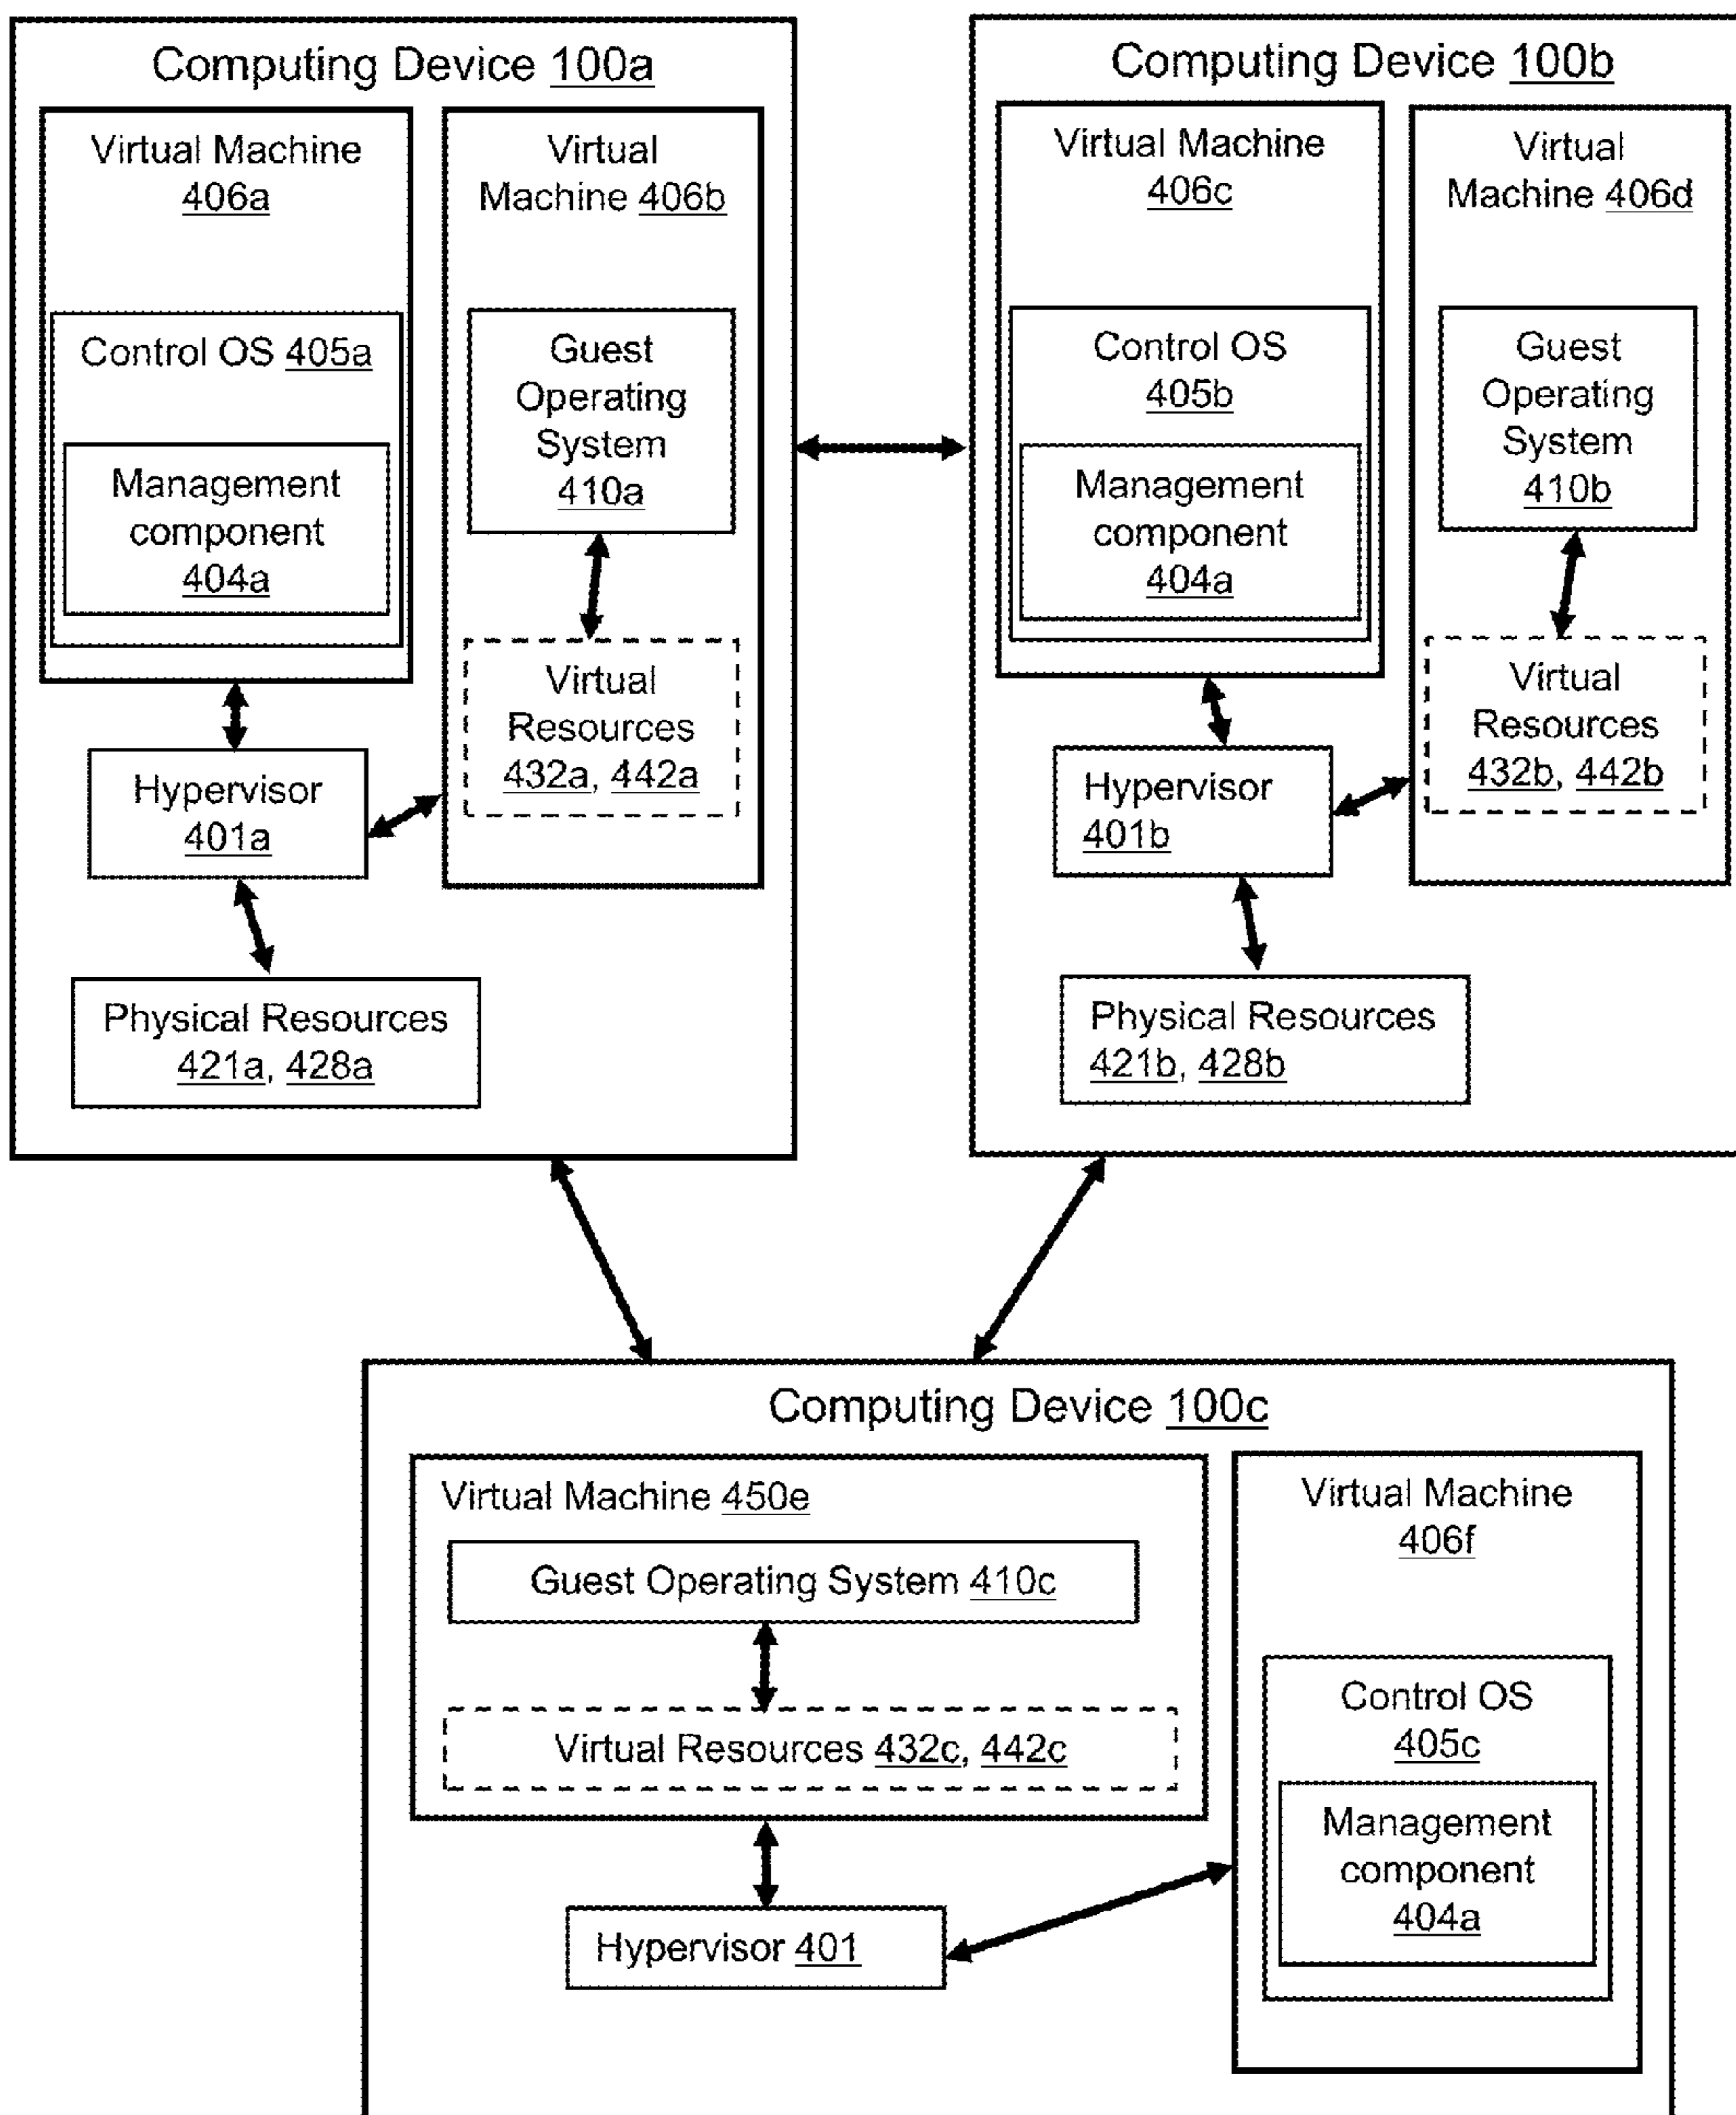 Computing Device 100a
Virtual Machine
406a
Control OS 405a
Management
component
404a
Virtual
Machine 406b
Guest
Operating
System
410a
Virtual
Resources
432a, 442a
Hypervisor
401a
Physical Resources
421a, 428a
Computing Device 100b
Virtual Machine
406c
Control OS
405b
Management
component
404a
Virtual
Machine 406d
Guest
Operating
System
410b
Virtual
Resources
432b, 442b
Hypervisor
401b
Physical Resources
421b, 428b
Computing Device 100c
Virtual Machine 450e
Guest Operating System 410c
Virtual Resources 432c, 442c
Hypervisor 401
Virtual Machine
406f
Control OS
405c
Management
component
404a